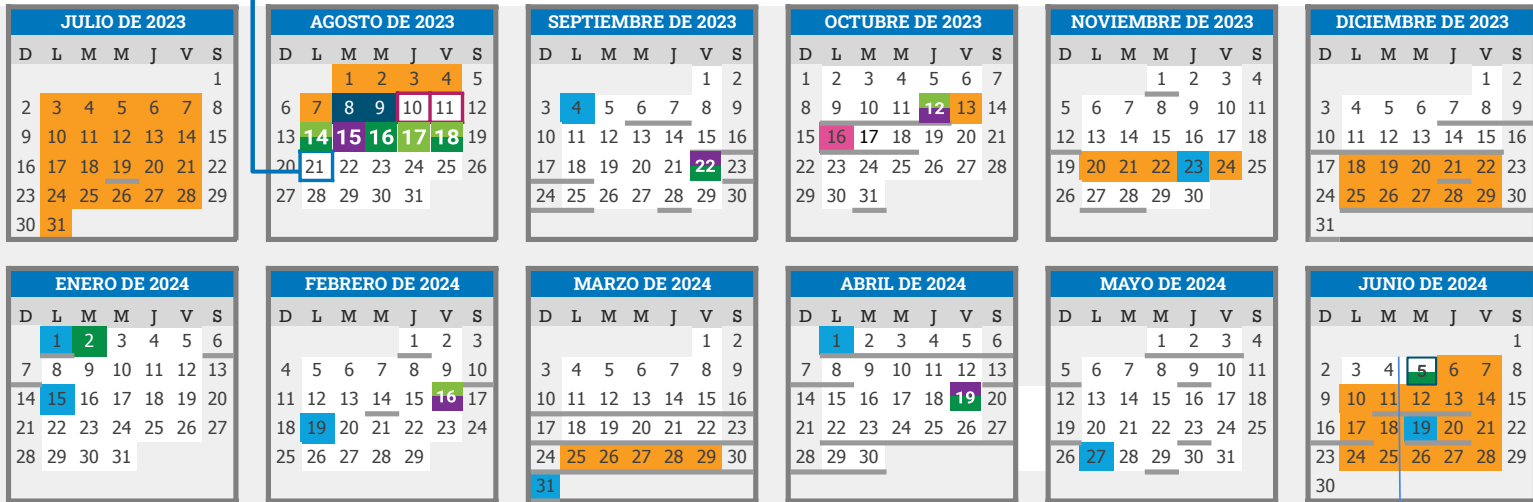 JULIO DE 2023
D L M M J V S
1
2 3 4 5 6 7 8
9 10 11 12 13 14 15
16 17 18 19 20 21 22
23 24 25 26 27 28 29
30 31
AGOSTO DE 2023
D L M M J V S
1 2 3 4 5
6 7 8 9 10 11 12
13 14 15 16 17 18 19
20 21 22 23 24 25 26
27 28 29 30 31
SEPTIEMBRE DE 2023
D L M M J V S
1 2
3 4 5 6 7 8 9
10 11 12 13 14 15 16
17 18 19 20 21 22 23
24 25 26 27 28 29 30
OCTUBRE DE 2023
D L M M J V S
1 2 3 4 5 6 7
8 9 10 11 12 13 14
15 16 17 18 19 20 21
22 23 24 25 26 27 28
29 30 31
NOVIEMBRE DE 2023
D L M M J V S
1 2 3 4
5 6 7 8 9 10 11
12 13 14 15 16 17 18
19 20 21 22 23 24 25
26 27 28 29 30
DICIEMBRE DE 2023
D L M M J V S
1 2
3 4 5 6 7 8 9
10 11 12 13 14 15 16
17 18 19 20 21 22 23
24 25 26 27 28 29 30
31
ENERO DE 2024
D L M M J V S
1 2 3 4 5 6
7 8 9 10 11 12 13
14 15 16 17 18 19 20
21 22 23 24 25 26 27
28 29 30 31
FEBRERO DE 2024
D L M M J V S
1 2 3
4 5 6 7 8 9 10
11 12 13 14 15 16 17
18 19 20 21 22 23 24
25 26 27 28 29
MARZO DE 2024
D L M M J V S
1 2
3 4 5 6 7 8 9
10 11 12 13 14 15 16
17 18 19 20 21 22 23
24 25 26 27 28 29 30
31
ABRIL DE 2024
D L M M J V S
1 2 3 4 5 6
7 8 9 10 11 12 13
14 15 16 17 18 19 20
21 22 23 24 25 26 27
28 29 30
MAYO DE 2024
D L M M J V S
1 2 3 4
5 6 7 8 9 10 11
12 13 14 15 16 17 18
19 20 21 22 23 24 25
26 27 28 29 30 31
JUNIO DE 2024
D L M M J V S
1
2 3 4 5 6 7 8
9 10 11 12 13 14 15
16 17 18 19 20 21 22
23 24 25 26 27 28 29
30